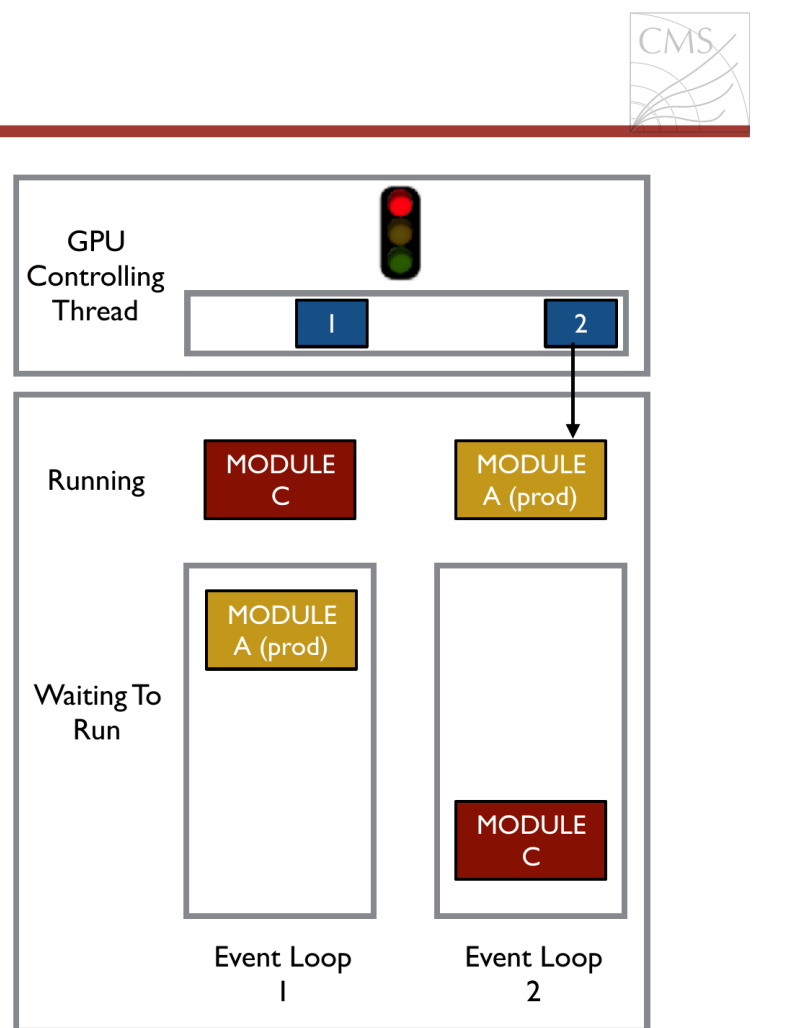 CMS
GPU
Controlling
Thread
1
2
Running
MODULE
C
MODULE
A (prod)
MODULE
A (prod)
Waiting To
Run
MODULE
C
Event Loop
1
Event Loop
2